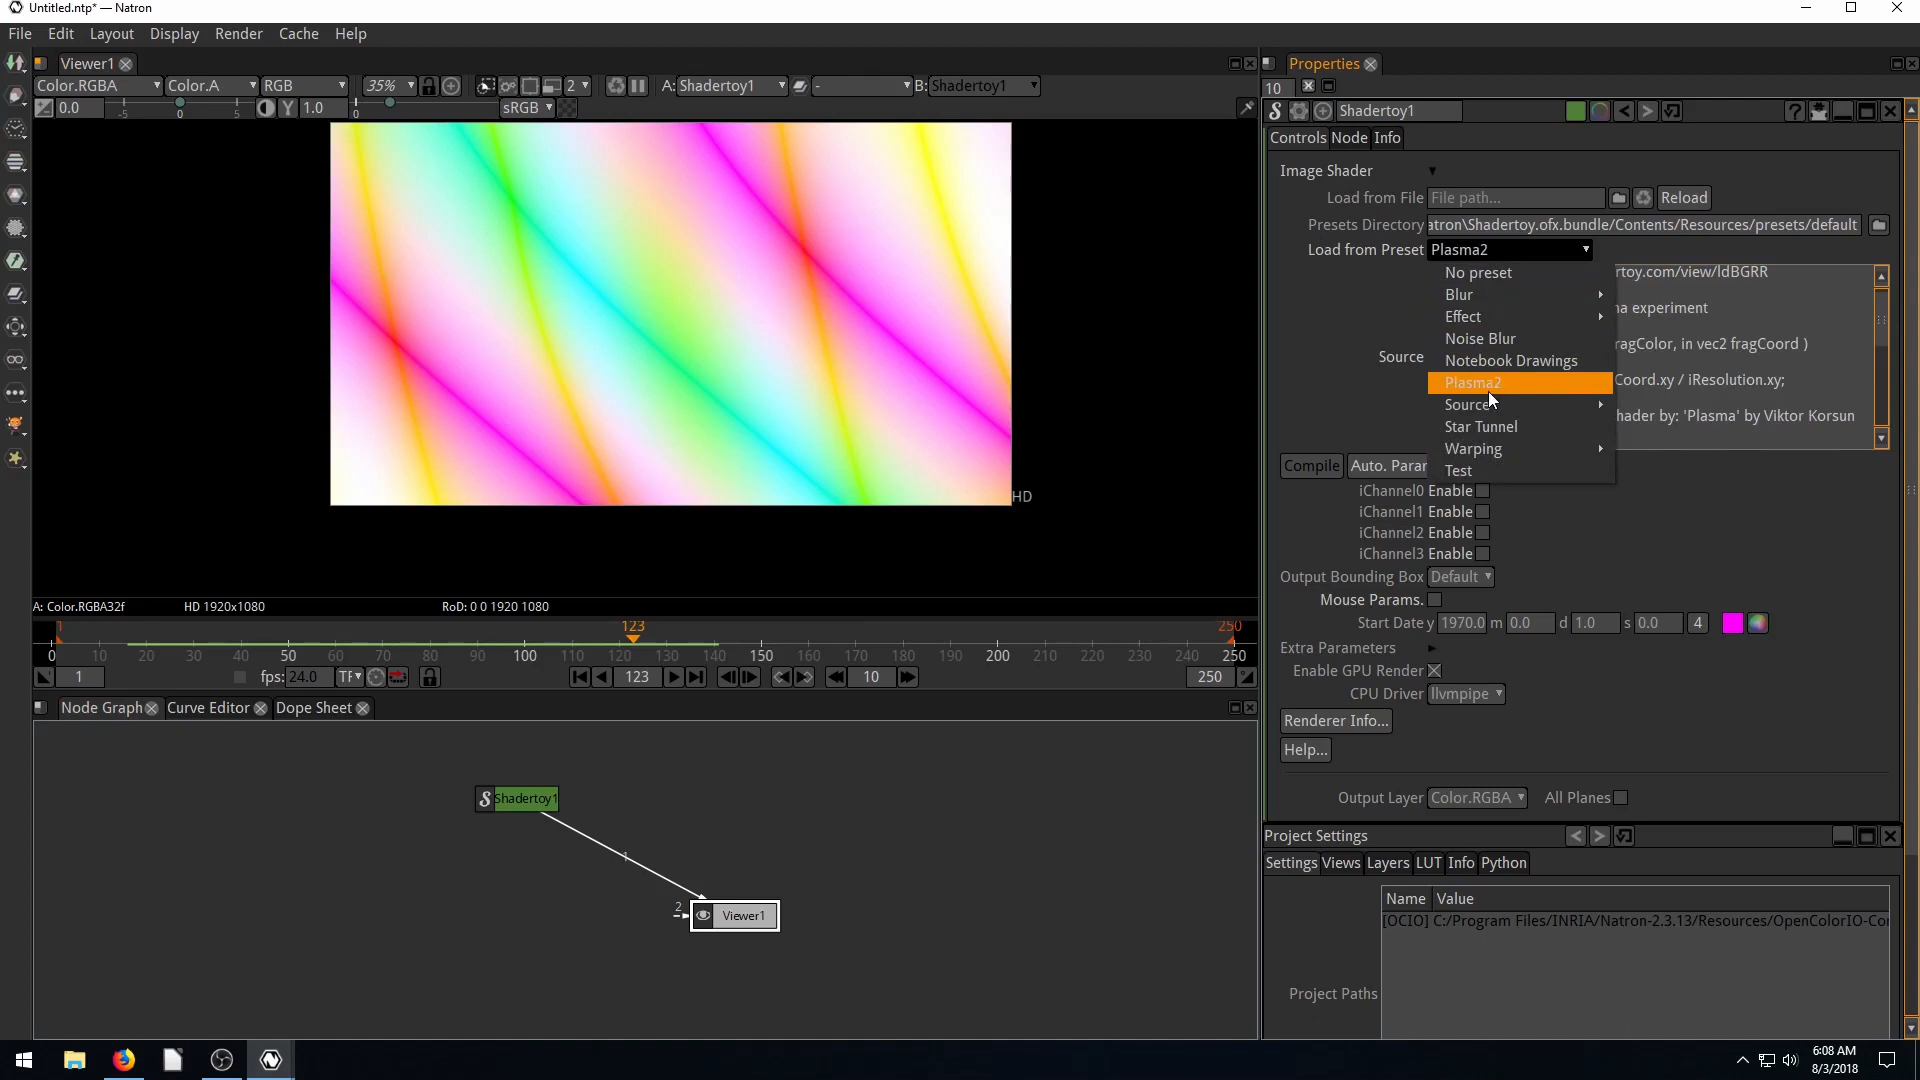 Untitled.ntp* — Natron
File Edit Layout Display Render Cache Help
Viewer1
Color.RGBA Color.A RGB 35% 2 A: Shadertoy1 - B: Shadertoy1
0.0 -5 0 5 Y 1.0 0 sRGB
HD
A: Color.RGBA32f HD 1920x1080 RoD: 0 0 1920 1080
1 123 250
0 10 20 30 40 50 60 70 80 90 100 110 120 130 140 150 160 170 180 190 200 210 220 230 240 250
1 fps: 24.0 TF 123 10 250
Node Graph Curve Editor Dope Sheet
Shadertoy1
1
2
Viewer1
Properties
10
S Shadertoy1 ?
Controls Node Info
Image Shader
Load from File File path... Reload
Presets Directory atron\Shadertoy.ofx.bundle/Contents/Resources/presets/default
Load from Preset Plasma2
No preset
Blur
Effect
Noise Blur
Notebook Drawings
Plasma2
Source
Star Tunnel
Warping
Test
Source
toy.com/view/ldBGRR
na experiment
ragColor, in vec2 fragCoord )
Coord.xy / iResolution.xy;
hader by: 'Plasma' by Viktor Korsun
Compile Auto. Param
iChannel0 Enable
iChannel1 Enable
iChannel2 Enable
iChannel3 Enable
Output Bounding Box Default
Mouse Params.
Start Date y 1970.0 m 0.0 d 1.0 s 0.0 4
Extra Parameters
Enable GPU Render
CPU Driver llvmpipe
Renderer Info...
Help...
Output Layer Color.RGBA All Planes
Project Settings
Settings Views Layers LUT Info Python
Name Value
[OCIO] C:/Program Files/INRIA/Natron-2.3.13/Resources/OpenColorIO-Co
Project Paths
6:08 AM
8/3/2018